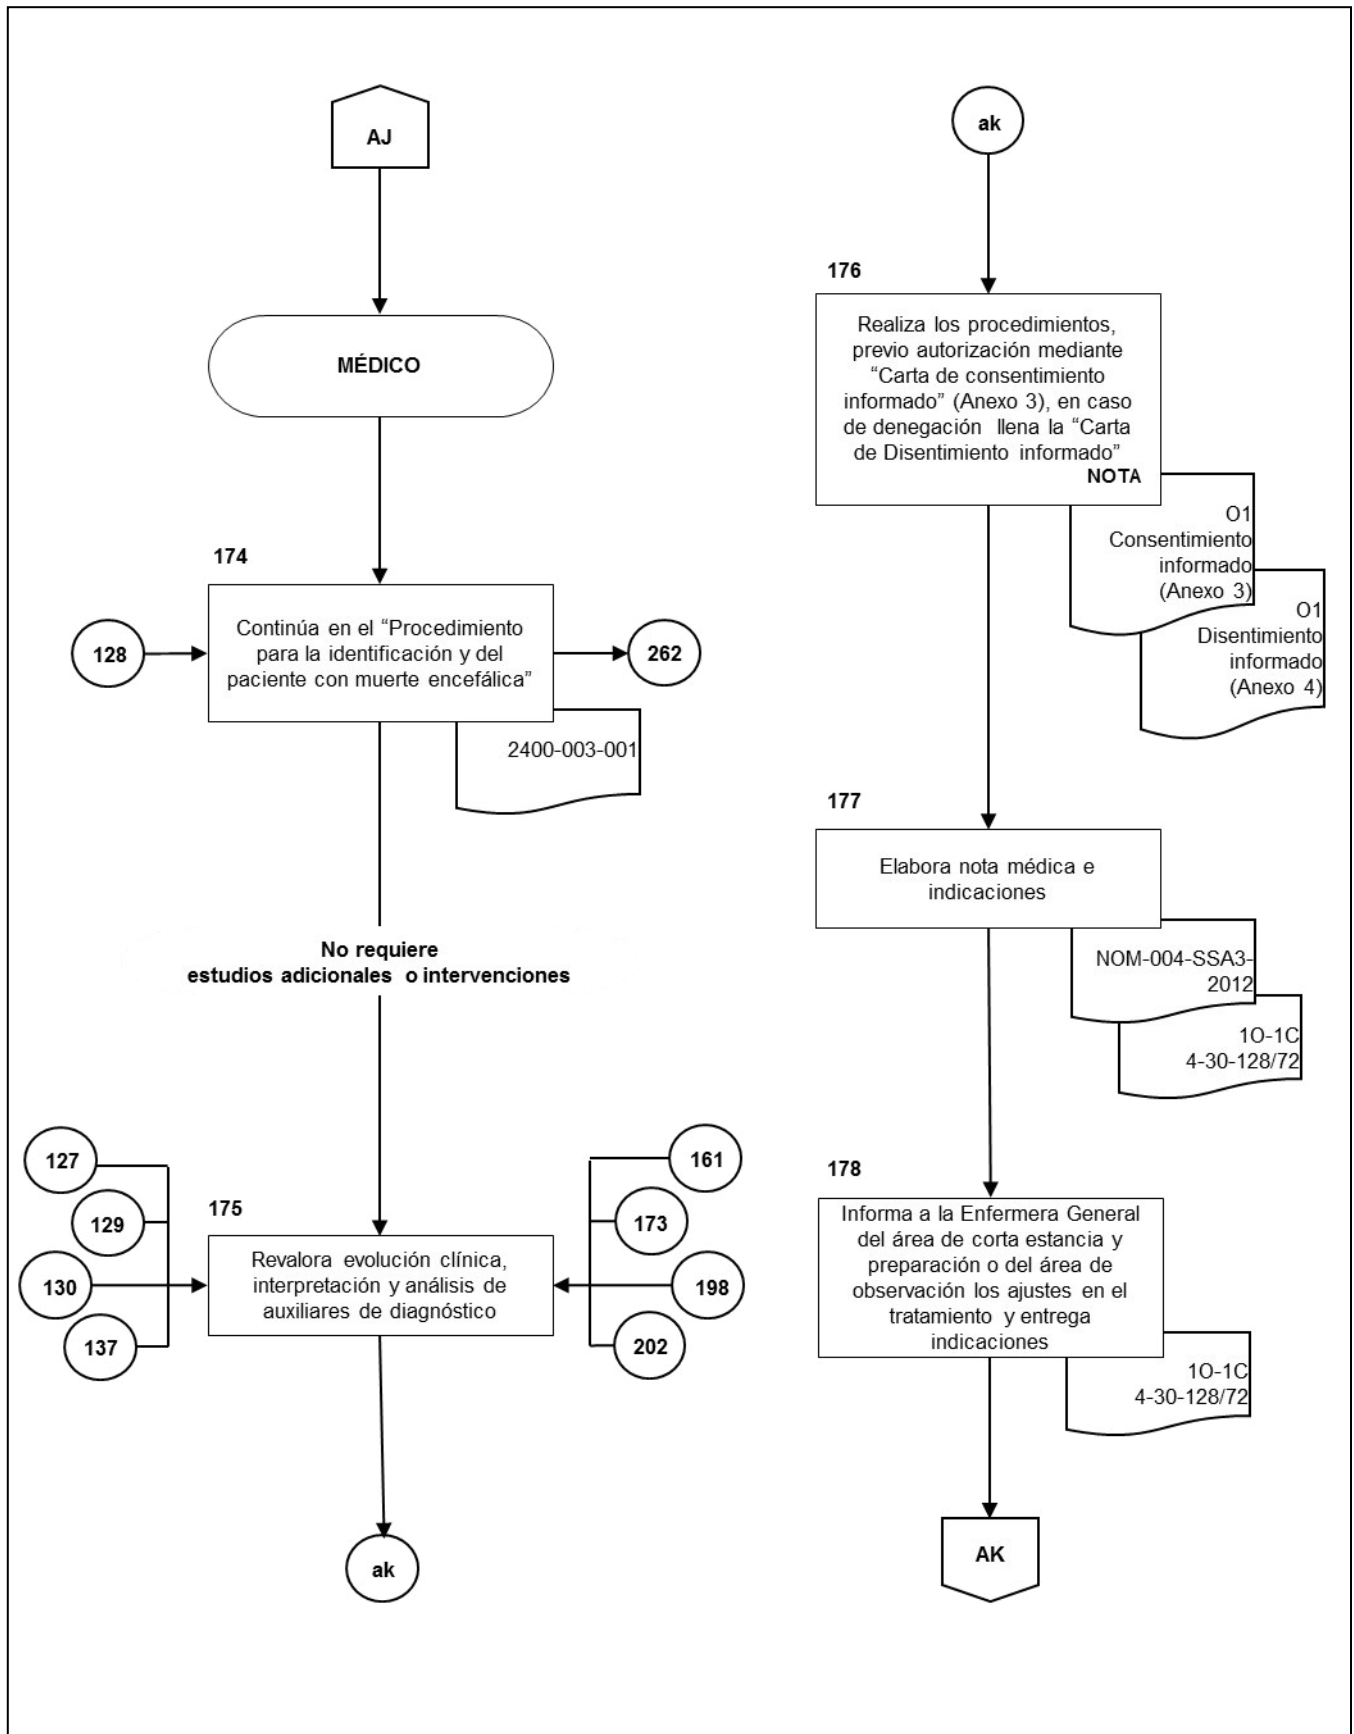 AJ
MÉDICO
174
Continúa en el “Procedimiento
para la identificación y del
paciente con muerte encefálica”
128
262
2400-003-001
No requiere
estudios adicionales o intervenciones
127
129
130
137
175
Revalora evolución clínica,
interpretación y análisis de
auxiliares de diagnóstico
161
173
198
202
ak
ak
176
Realiza los procedimientos,
previo autorización mediante
“Carta de consentimiento
informado” (Anexo 3), en caso
de denegación llena la “Carta
de Disentimiento informado”
NOTA
O1
Consentimiento
informado
(Anexo 3)
O1
Disentimiento
informado
(Anexo 4)
177
Elabora nota médica e
indicaciones
NOM-004-SSA3-
2012
1O-1C
4-30-128/72
178
Informa a la Enfermera General
del área de corta estancia y
preparación o del área de
observación los ajustes en el
tratamiento y entrega
indicaciones
1O-1C
4-30-128/72
AK